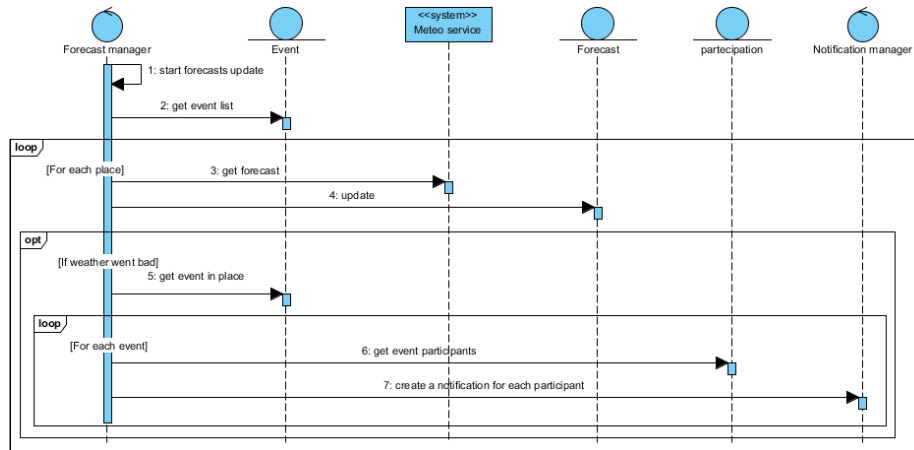 <<system>>
Meteo service
Forecast manager
Event
Forecast
partecipation
Notification manager
1: start forecasts update
2: get event list
loop
[For each place]
3: get forecast
4: update
opt
[If weather went bad]
5: get event in place
loop
[For each event]
6: get event participants
7: create a notification for each participant